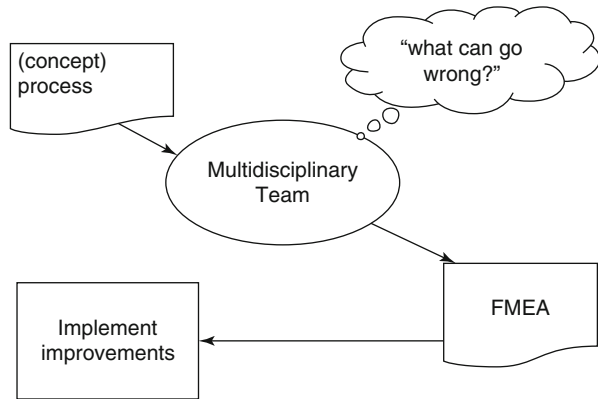 (concept)
process
“what can go
wrong?”
Multidisciplinary
Team
FMEA
Implement
improvements